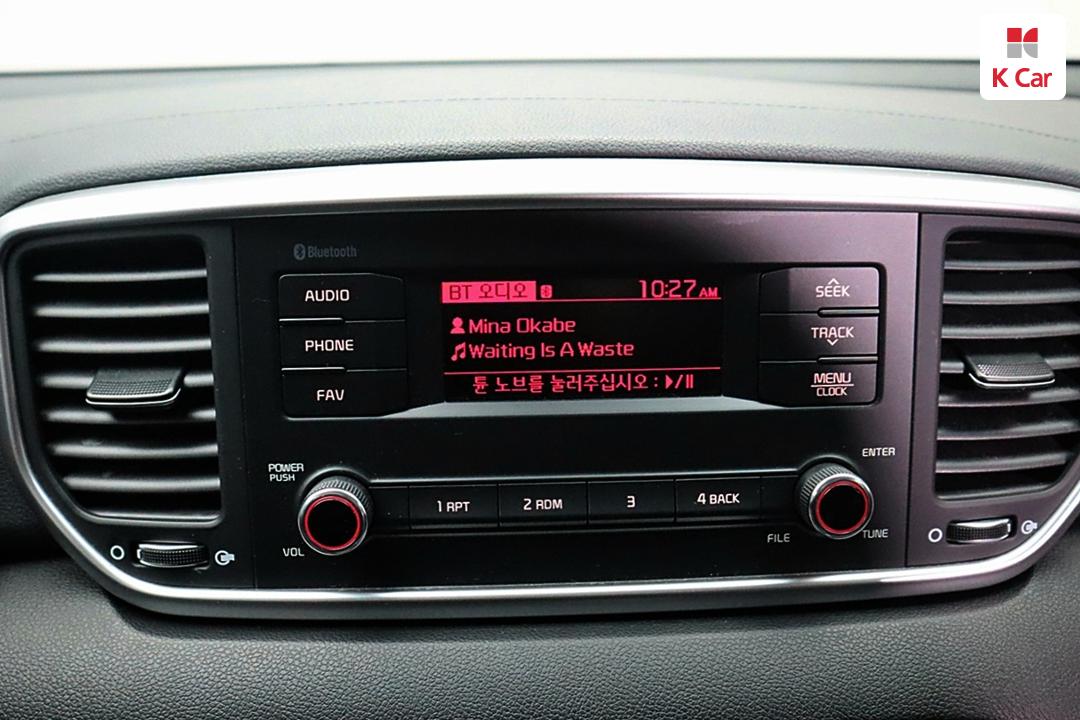 K Car
Bluetooth
AUDIO
PHONE
FAV
BT 오디오
10:27 AM
Mina Okabe
Waiting Is A Waste
튠 노브를 눌러주십시오 :
SEEK
TRACK
MENU
CLOCK
POWER
PUSH
VOL
1 RPT
2 RDM
3
4 BACK
ENTER
FILE
TUNE